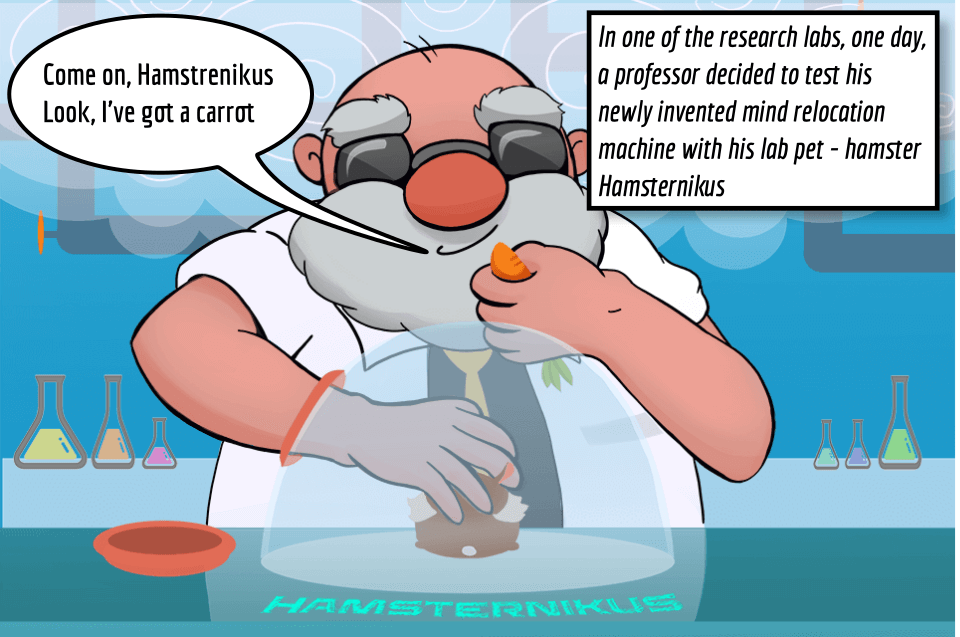 Come on, Hamstrenikus
Look, I've got a carrot
In one of the research labs, one day,
a professor decided to test his
newly invented mind relocation
machine with his lab pet - hamster
Hamsternikus
HAMSTERNIKUS